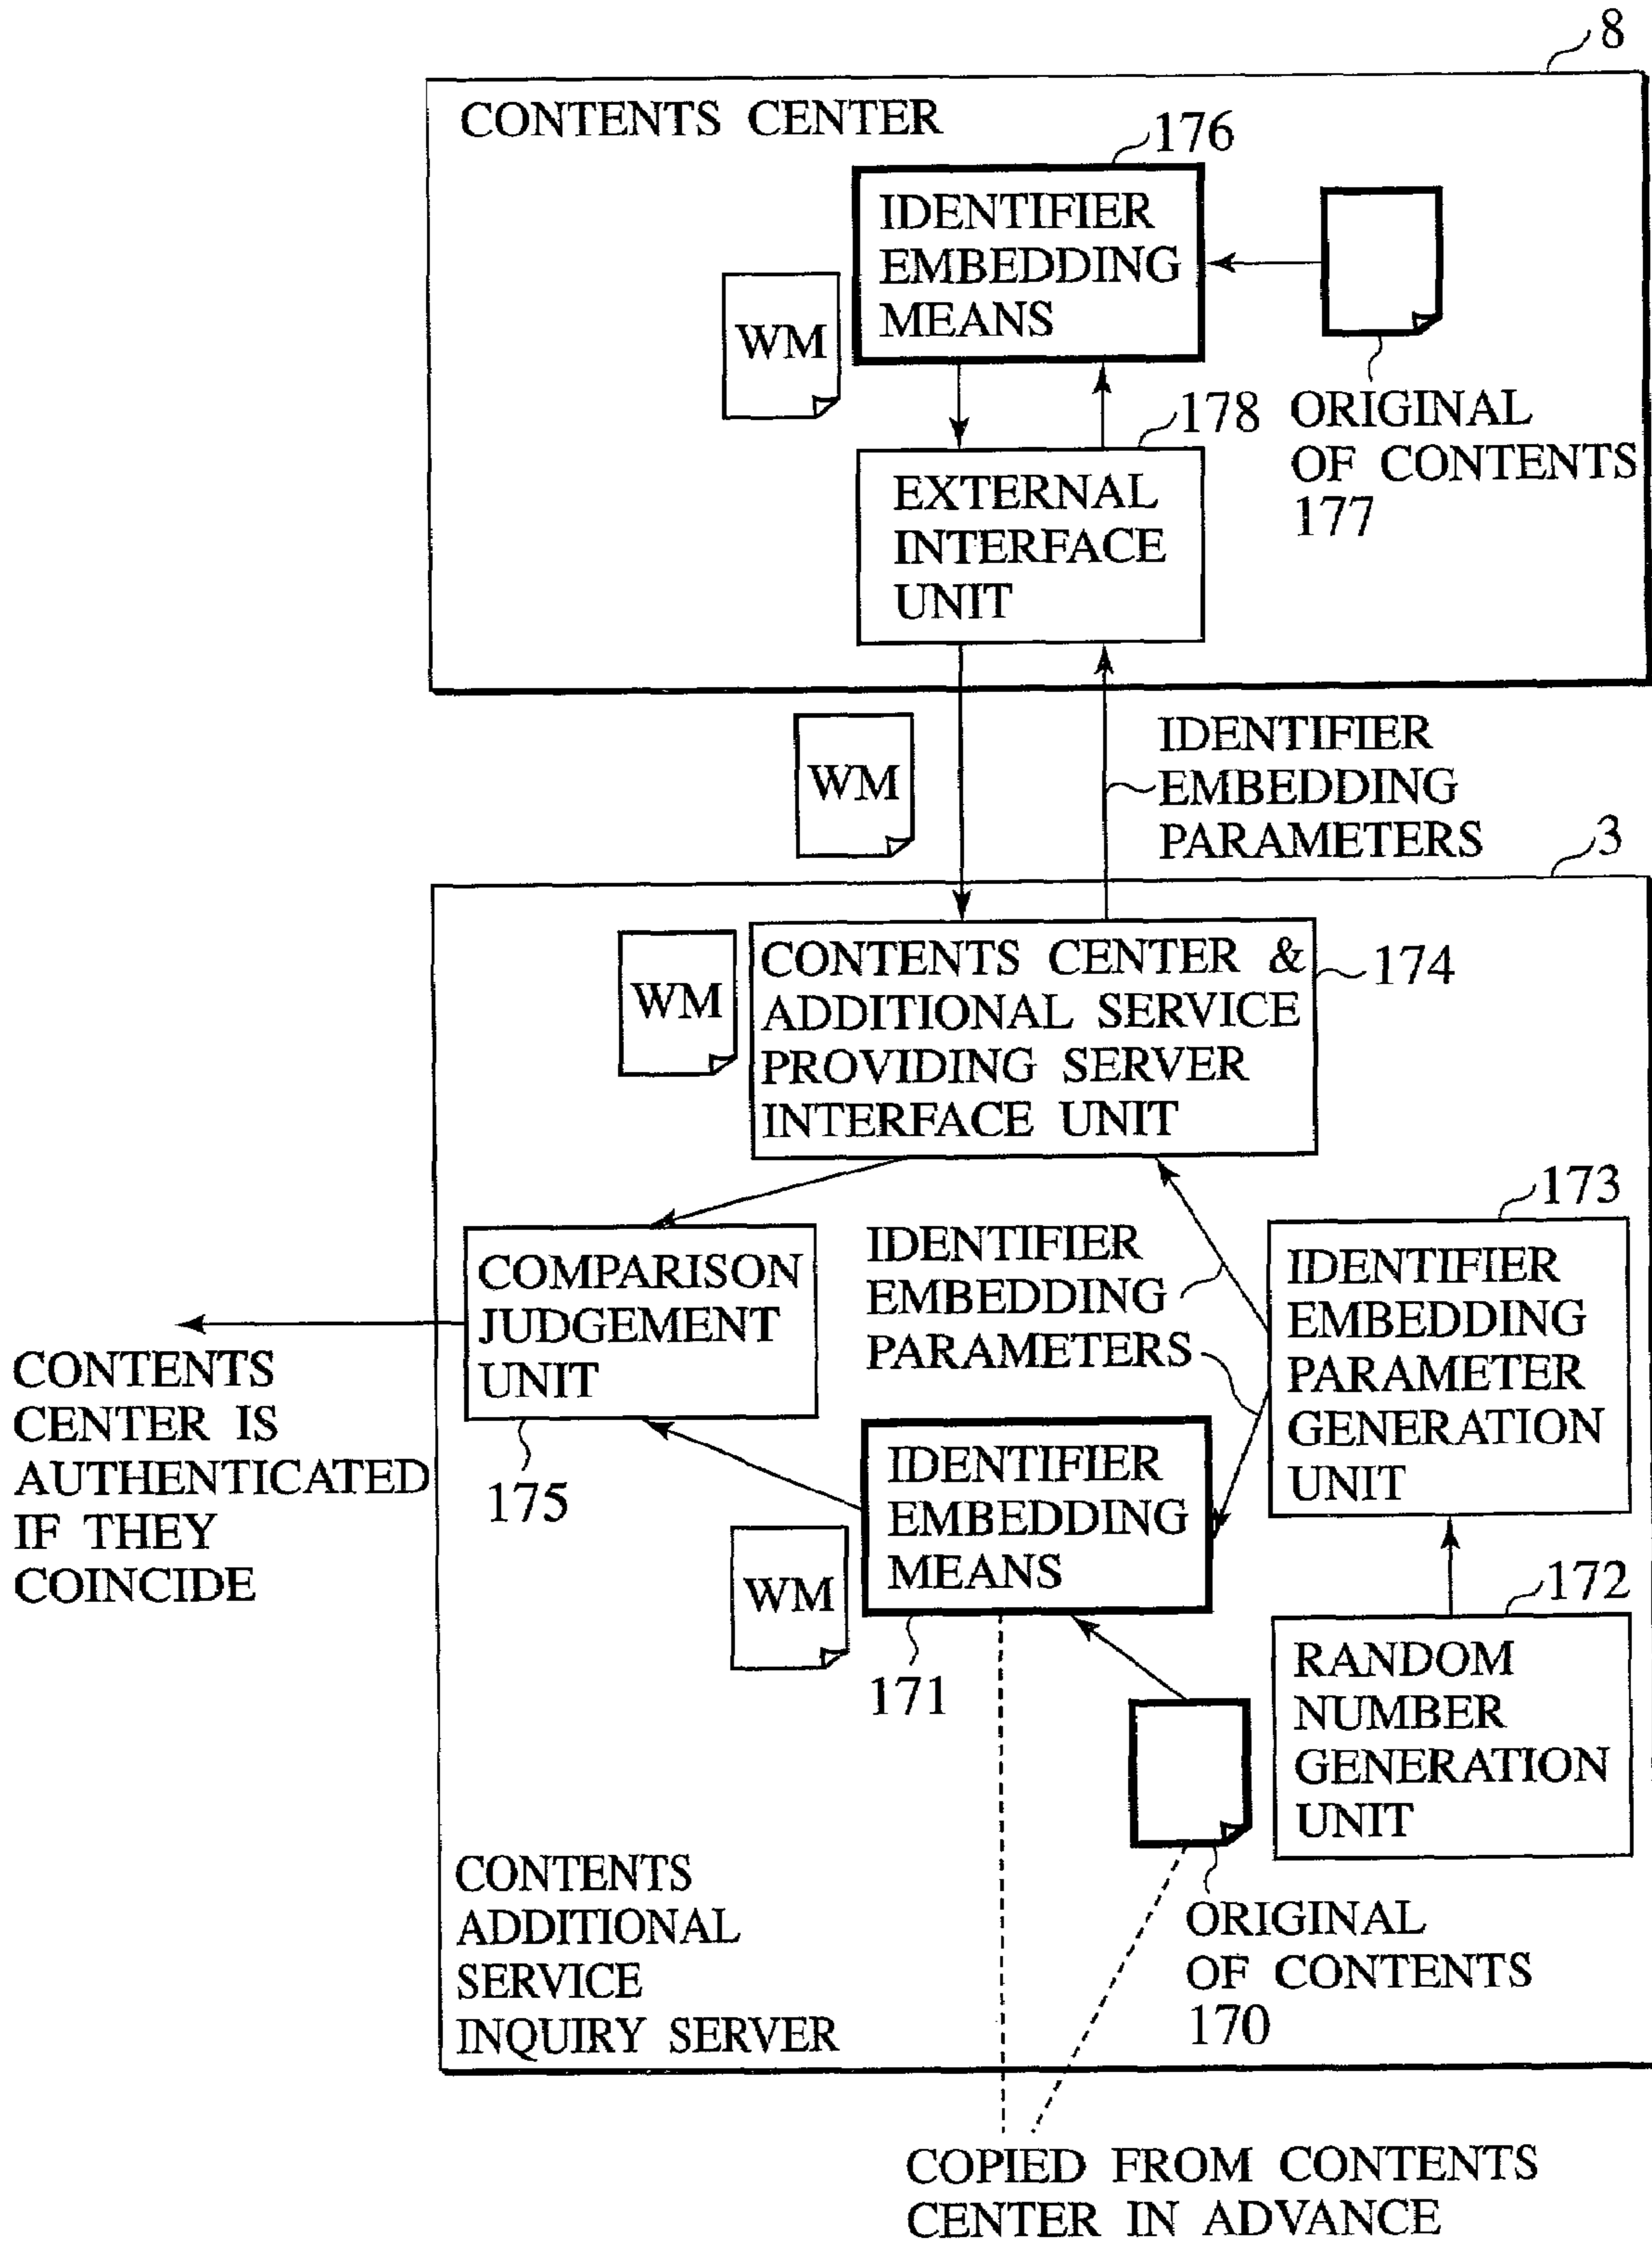 8
CONTENTS CENTER
176
IDENTIFIER
EMBEDDING
MEANS
WM
178
ORIGINAL
OF CONTENTS
177
EXTERNAL
INTERFACE
UNIT
WM
IDENTIFIER
EMBEDDING
PARAMETERS
3
WM
CONTENTS CENTER &
ADDITIONAL SERVICE
PROVIDING SERVER
INTERFACE UNIT
174
173
IDENTIFIER
EMBEDDING
PARAMETERS
IDENTIFIER
EMBEDDING
PARAMETER
GENERATION
UNIT
COMPARISON
JUDGEMENT
UNIT
175
CONTENTS
CENTER IS
AUTHENTICATED
IF THEY
COINCIDE
IDENTIFIER
EMBEDDING
MEANS
WM
171
172
RANDOM
NUMBER
GENERATION
UNIT
ORIGINAL
OF CONTENTS
170
CONTENTS
ADDITIONAL
SERVICE
INQUIRY SERVER
COPIED FROM CONTENTS
CENTER IN ADVANCE